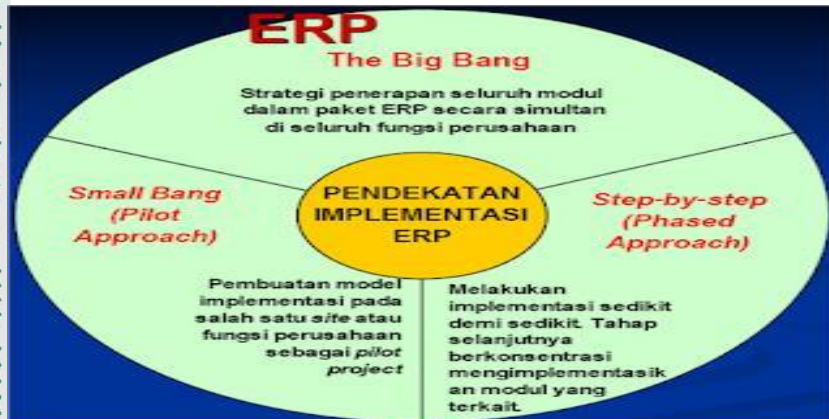 ERP
The Big Bang
Strategi penerapan seluruh modul
dalam paket ERP secara simultan
di seluruh fungsi perusahaan
Small Bang
(Pilot
Approach)
PENDEKATAN
IMPLEMENTASI
ERP
Step-by-step
(Phased
Approach)
Pembuatan model
implementasi pada
salah satu site atau
fungsi perusahaan
sebagai pilot
project
Melakukan
implementasi sedikit
demi sedikit. Tahap
selanjutnya
berkonsentrasi
mengimplementasik
an modul yang
terkait.